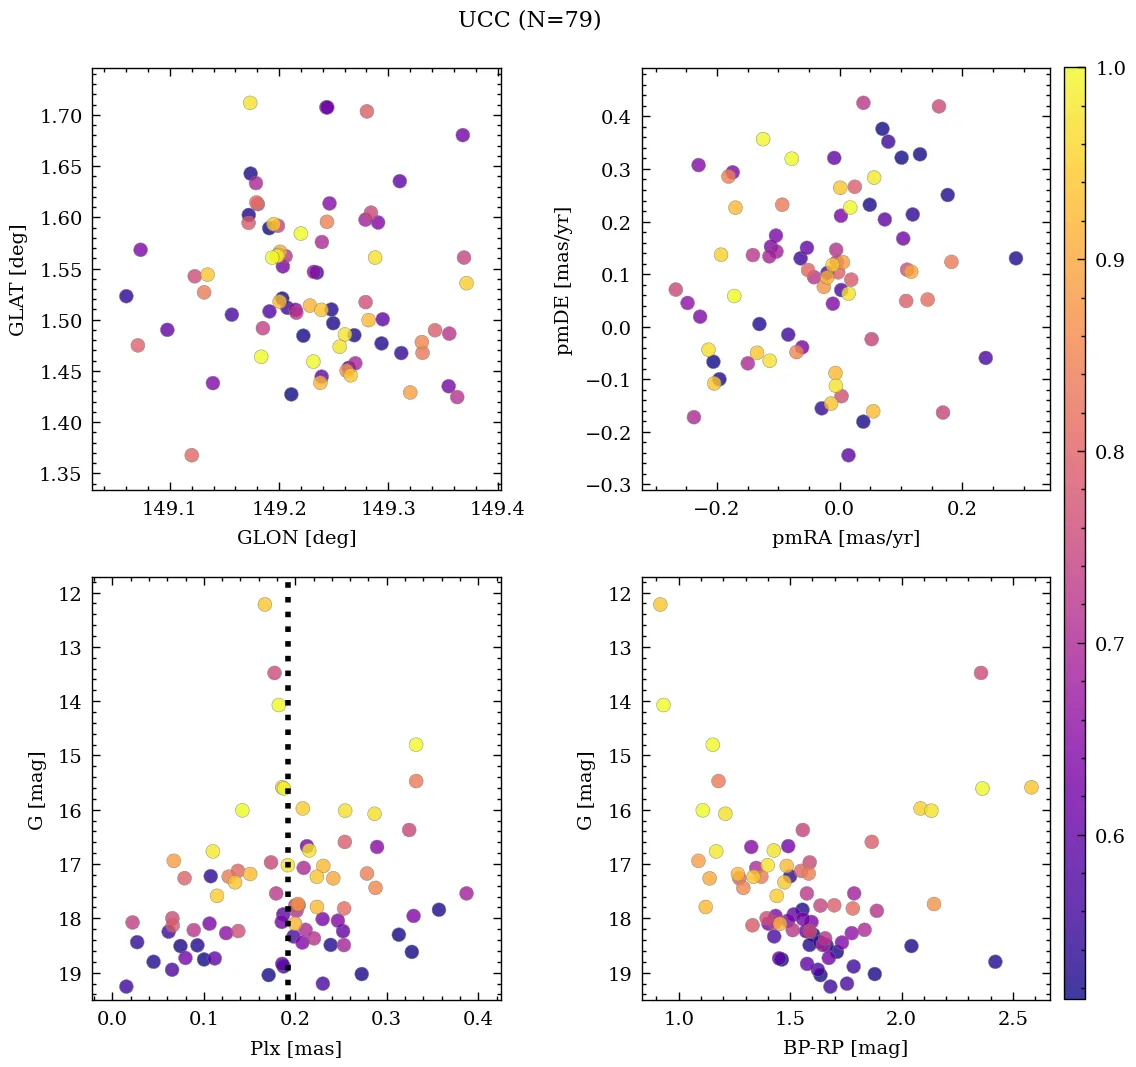 UCC (N=79)
1.70
1.65
1.60
1.55
1.50
1.45
1.40
1.35
GLAT [deg]
149.1 149.2 149.3 149.4
GLON [deg]
0.4
0.3
0.2
0.1
0.0
−0.1
−0.2
−0.3
pmDE [mas/yr]
−0.2 0.0 0.2
pmRA [mas/yr]
1.0
0.9
0.8
0.7
0.6
12
13
14
15
16
17
18
19
G [mag]
0.0 0.1 0.2 0.3 0.4
Plx [mas]
12
13
14
15
16
17
18
19
G [mag]
1.0 1.5 2.0 2.5
BP-RP [mag]